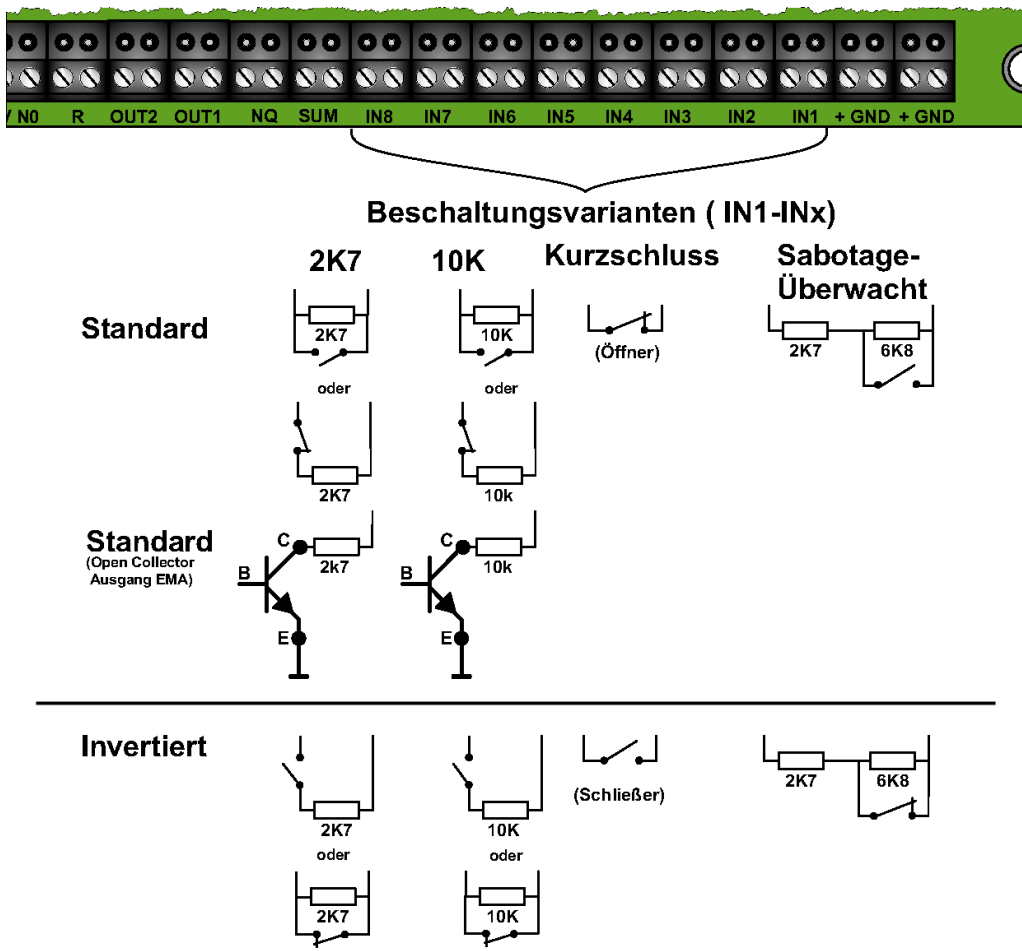 / N0 R OUT2 OUT1 NQ SUM IN8 IN7 IN6 IN5 IN4 IN3 IN2 IN1 + GND + GND
Beschaltungsvarianten ( IN1-INx)
2K7 10K Kurzschluss Sabotage-
Überwacht
Standard
2K7 10K (Öffner) 2K7 6K8
oder oder
2K7 10k
Standard
(Open Collector
Ausgang EMA)
C 2k7 C 10k
B B
E E
Invertiert
2K7 6K8
(Schließer)
2K7 10K
oder oder
2K7 10K